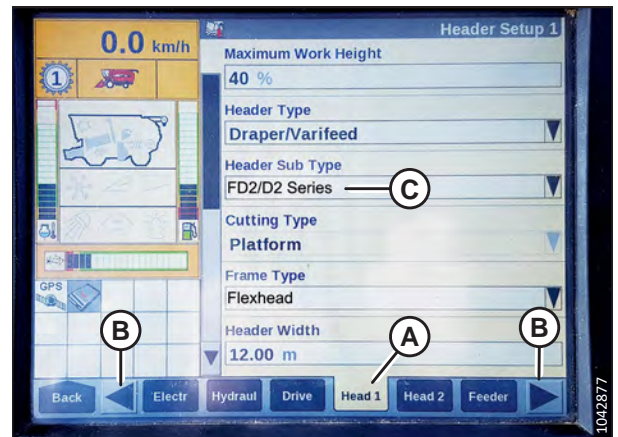 0.0 km/h
Header Setup 1
Maximum Work Height
40 %
1
Header Type
Draper/Varifeed
Header Sub Type
FD2/D2 Series
C
Cutting Type
Platform
Frame Type
Flexhead
GPS
Header Width
12.00 m
B
A
B
Back
Electr
Hydraul
Drive
Head 1
Head 2
Feeder
1042877